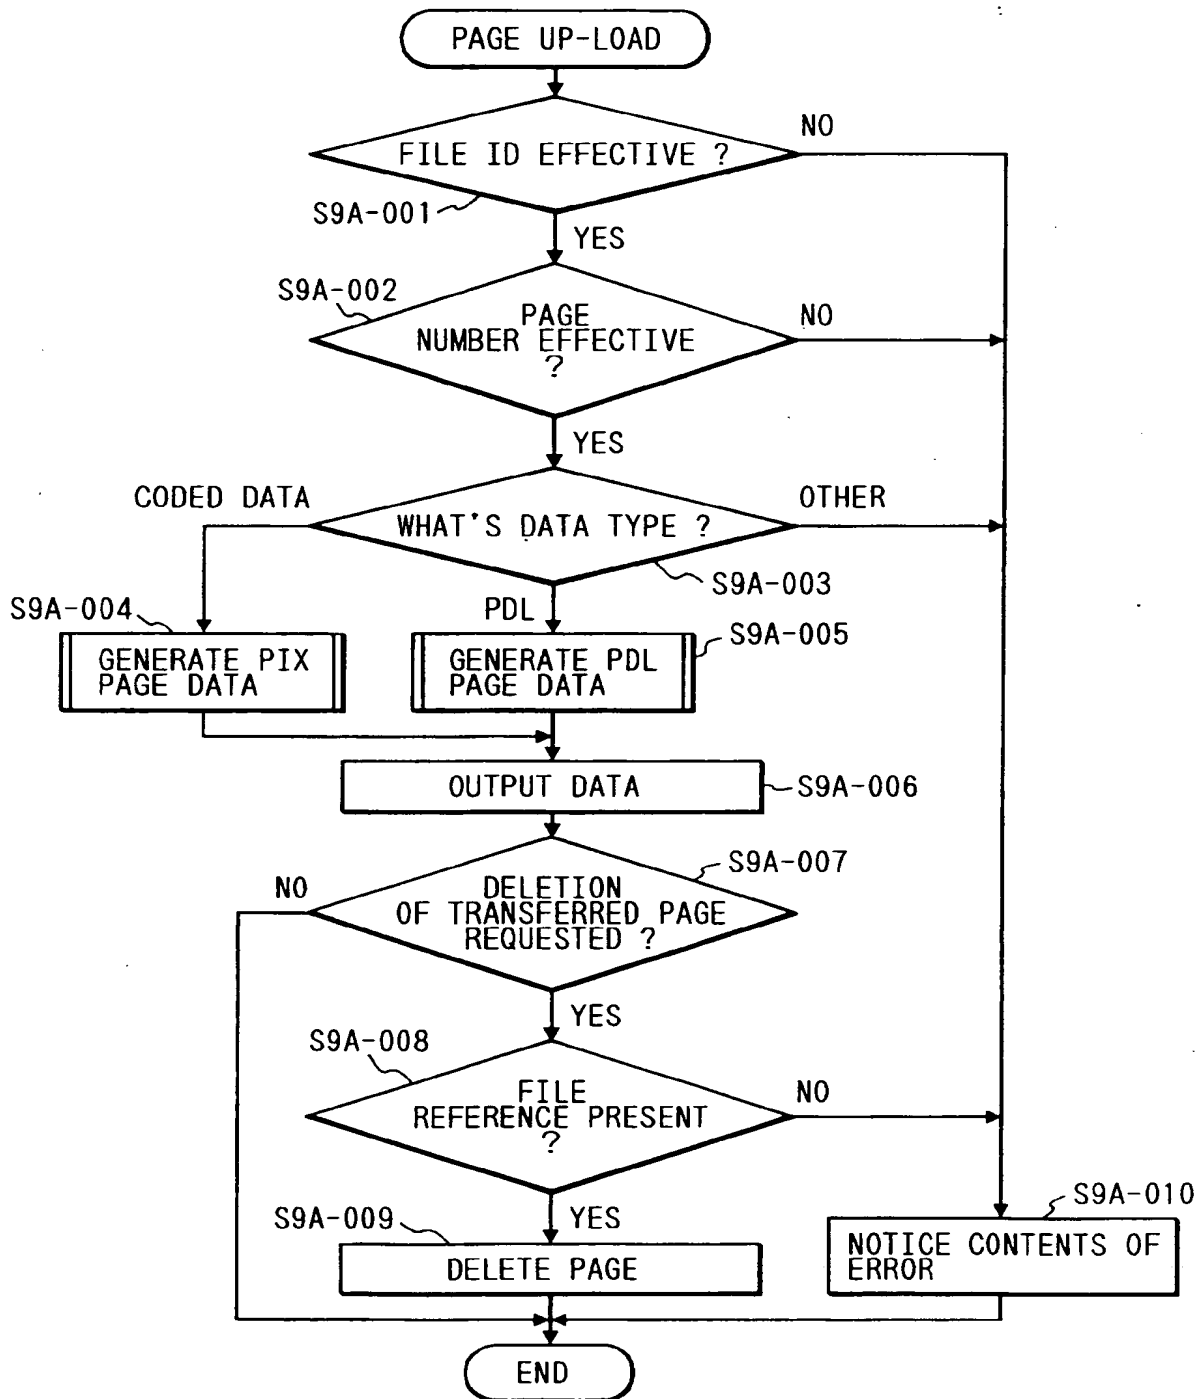 PAGE UP-LOAD
FILE ID EFFECTIVE ?
NO
S9A-001
YES
S9A-002
PAGE
NUMBER EFFECTIVE
?
NO
YES
CODED DATA
WHAT'S DATA TYPE ?
OTHER
S9A-003
S9A-004
PDL
S9A-005
GENERATE PIX
PAGE DATA
GENERATE PDL
PAGE DATA
OUTPUT DATA
S9A-006
S9A-007
NO
DELETION
OF TRANSFERRED PAGE
REQUESTED ?
YES
S9A-008
FILE
REFERENCE PRESENT
?
NO
YES
S9A-009
DELETE PAGE
S9A-010
NOTICE CONTENTS OF
ERROR
END